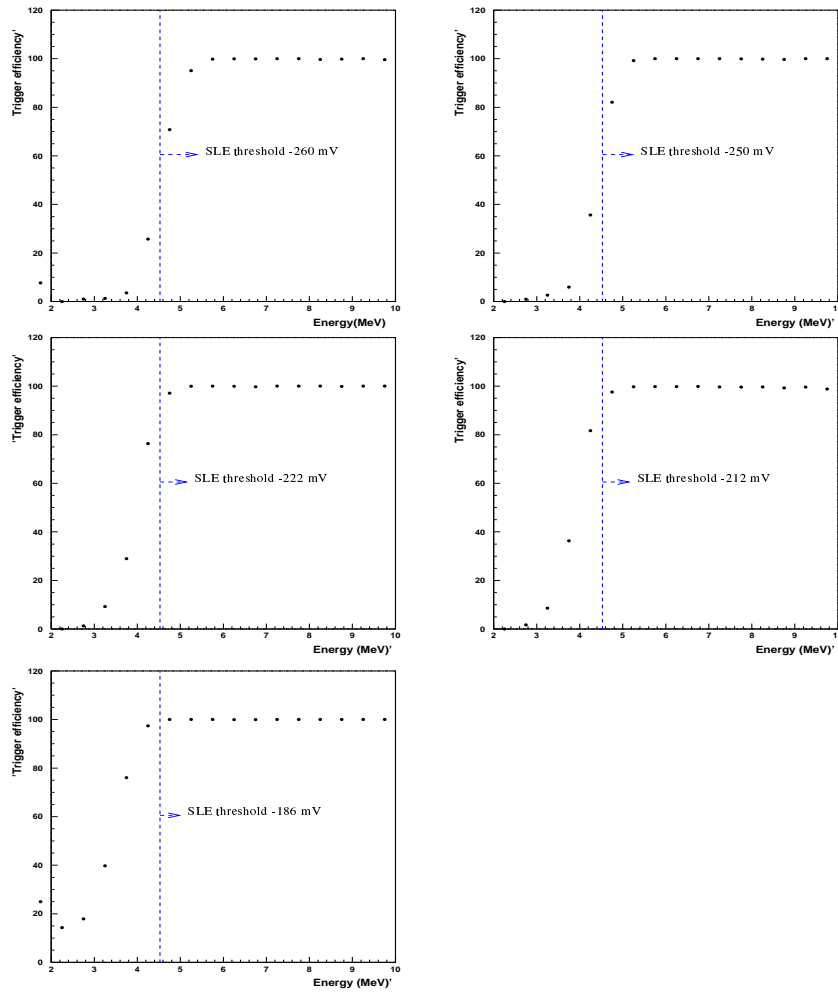 Trigger efficiency'
120
100
80
60
40
20
0
SLE threshold -260 mV
2 3 4 5 6 7 8 9 10
Energy(MeV)
Trigger efficiency'
120
100
80
60
40
20
0
SLE threshold -250 mV
2 3 4 5 6 7 8 9 1
Energy (MeV)'
'Trigger efficiency'
120
100
80
60
40
20
0
SLE threshold -222 mV
2 3 4 5 6 7 8 9 10
Energy (MeV)'
Trigger efficiency'
120
100
80
60
40
20
0
SLE threshold -212 mV
2 3 4 5 6 7 8 9 1
Energy (MeV)'
'Trigger efficiency'
120
100
80
60
40
20
0
SLE threshold -186 mV
2 3 4 5 6 7 8 9 10
Energy (MeV)'